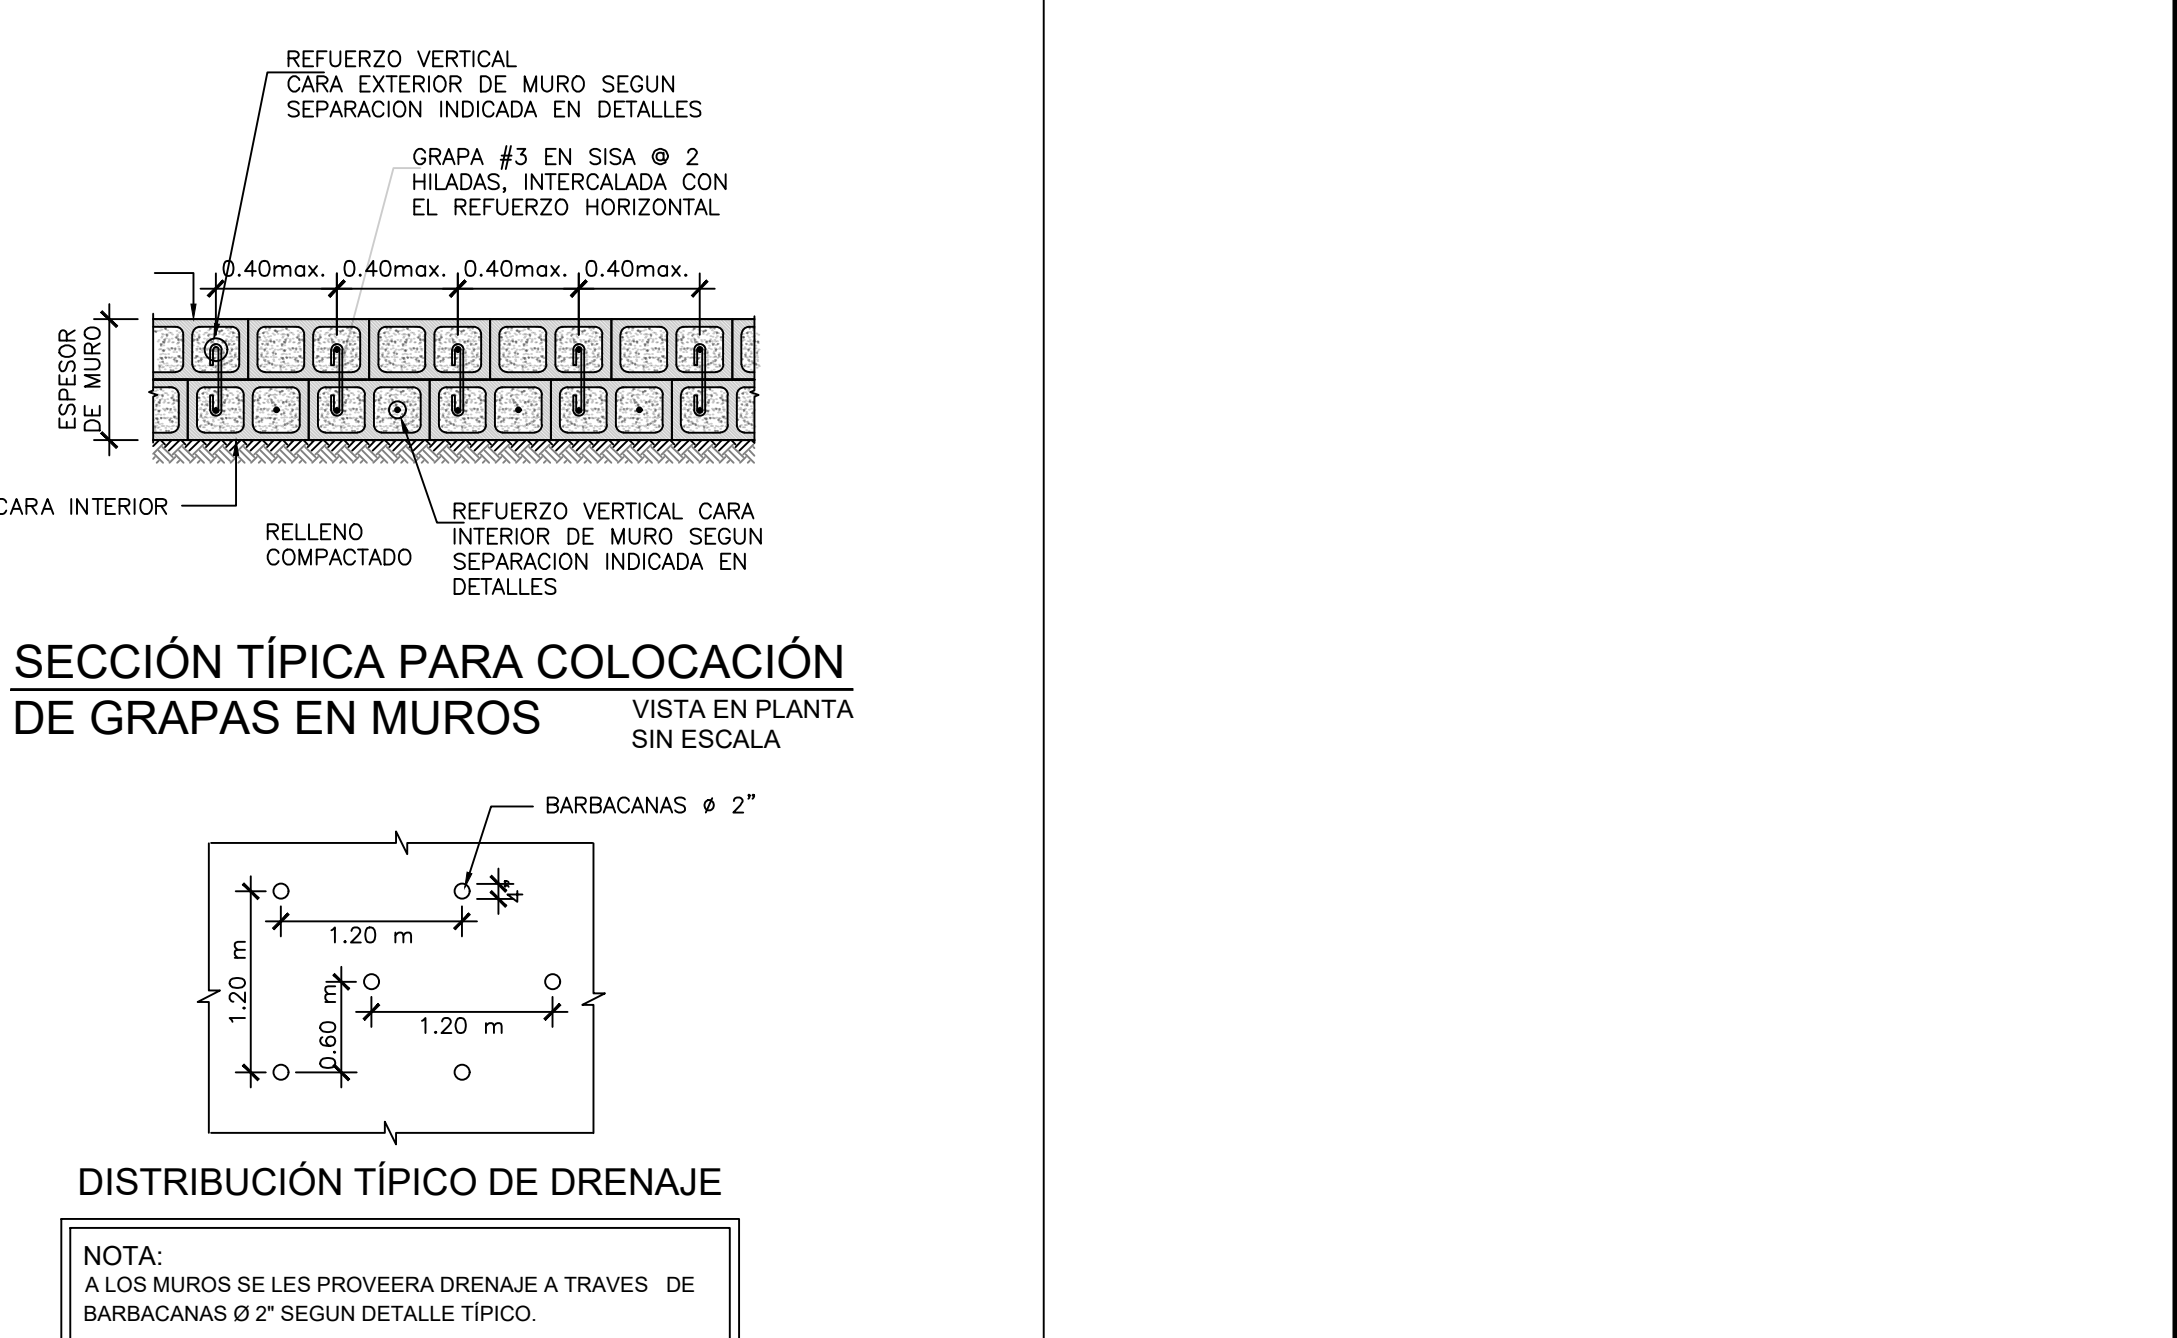 REFUERZO VERTICAL
CARA EXTERIOR DE MURO SEGUN
SEPARACION INDICADA EN DETALLES
GRAPA #3 EN SISA @ 2
HILADAS, INTERCALADA CON
EL REFUERZO HORIZONTAL
0.40max. 0.40max. 0.40max. 0.40max.
ESPESOR
DE MURO
CARA INTERIOR
RELLENO
COMPACTADO
REFUERZO VERTICAL CARA
INTERIOR DE MURO SEGUN
SEPARACION INDICADA EN
DETALLES
SECCIÓN TÍPICA PARA COLOCACIÓN
DE GRAPAS EN MUROS
VISTA EN PLANTA
SIN ESCALA
BARBACANAS ø 2"
4"
1.20 m
1.20 m
0.60 m
1.20 m
DISTRIBUCIÓN TÍPICO DE DRENAJE
NOTA:
A LOS MUROS SE LES PROVEERA DRENAJE A TRAVES DE
BARBACANAS Ø 2" SEGUN DETALLE TÍPICO.